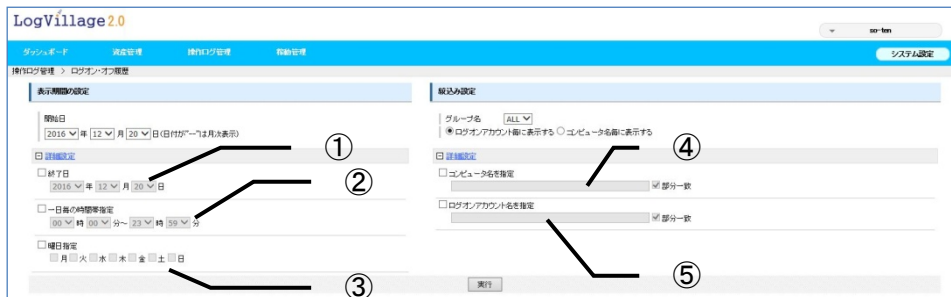 LogVillage 2.0
so-ten
ダッシュボード 資産管理 操作ログ管理 稼動管理 システム設定
操作ログ管理 > ログオン・オフ履歴
表示期間の設定
開始日
2016 年 12 月 20 日(日付が"--"は月次表示)
詳細設定
終了日
2016 年 12 月 20 日
①
一日毎の時間帯指定
00 時 00 分～ 23 時 59 分
②
曜日指定
月 火 水 木 金 土 日
③
絞込み設定
グループ名 ALL
ログオンアカウント毎に表示する コンピュータ名毎に表示する
詳細設定
コンピュータ名を指定
部分一致
④
ログオンアカウント名を指定
部分一致
⑤
実行